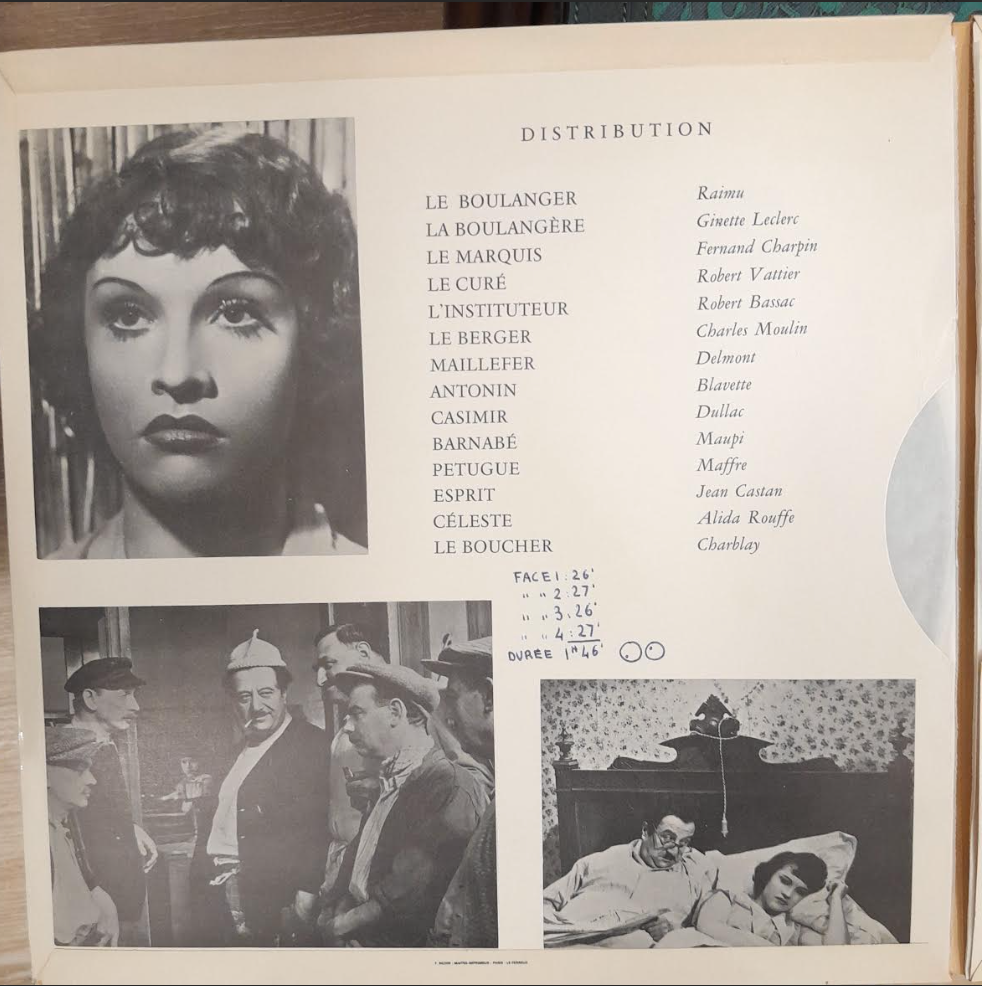 DISTRIBUTION
LE BOULANGER Raimu
LA BOULANGÈRE Ginette Leclerc
LE MARQUIS Fernand Charpin
LE CURÉ Robert Vattier
L'INSTITUTEUR Robert Bassac
LE BERGER Charles Moulin
MAILLEFER Delmont
ANTONIN Blavette
CASIMIR Dullac
BARNABÉ Maupi
PETUGUE Maffre
ESPRIT Jean Castan
CÉLESTE Alida Rouffe
LE BOUCHER Charblay
FACE 1 : 26'
" " 2 : 27'
" " 3 : 26'
" " 4 : 27'
DURÉE 1H46'